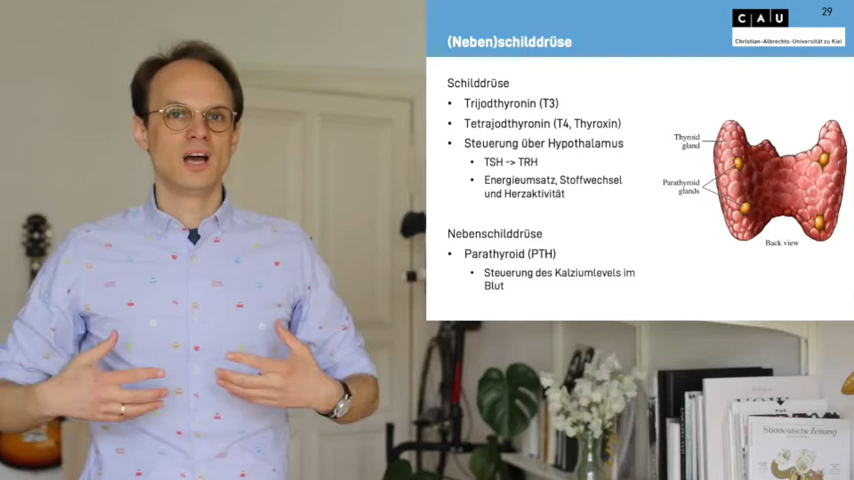 29
CAU
Christian-Albrechts-Universität zu Kiel
(Neben)schilddrüse
Schilddrüse
• Trijodthyronin (T3)
• Tetrajodthyronin (T4, Thyroxin)
• Steuerung über Hypothalamus
• TSH -> TRH
• Energieumsatz, Stoffwechsel
und Herzaktivität
Nebenschilddrüse
• Parathyroid (PTH)
• Steuerung des Kalziumlevels im
Blut
Thyroid
gland
Parathyroid
glands
Back view
Süddeutsche Zeitung